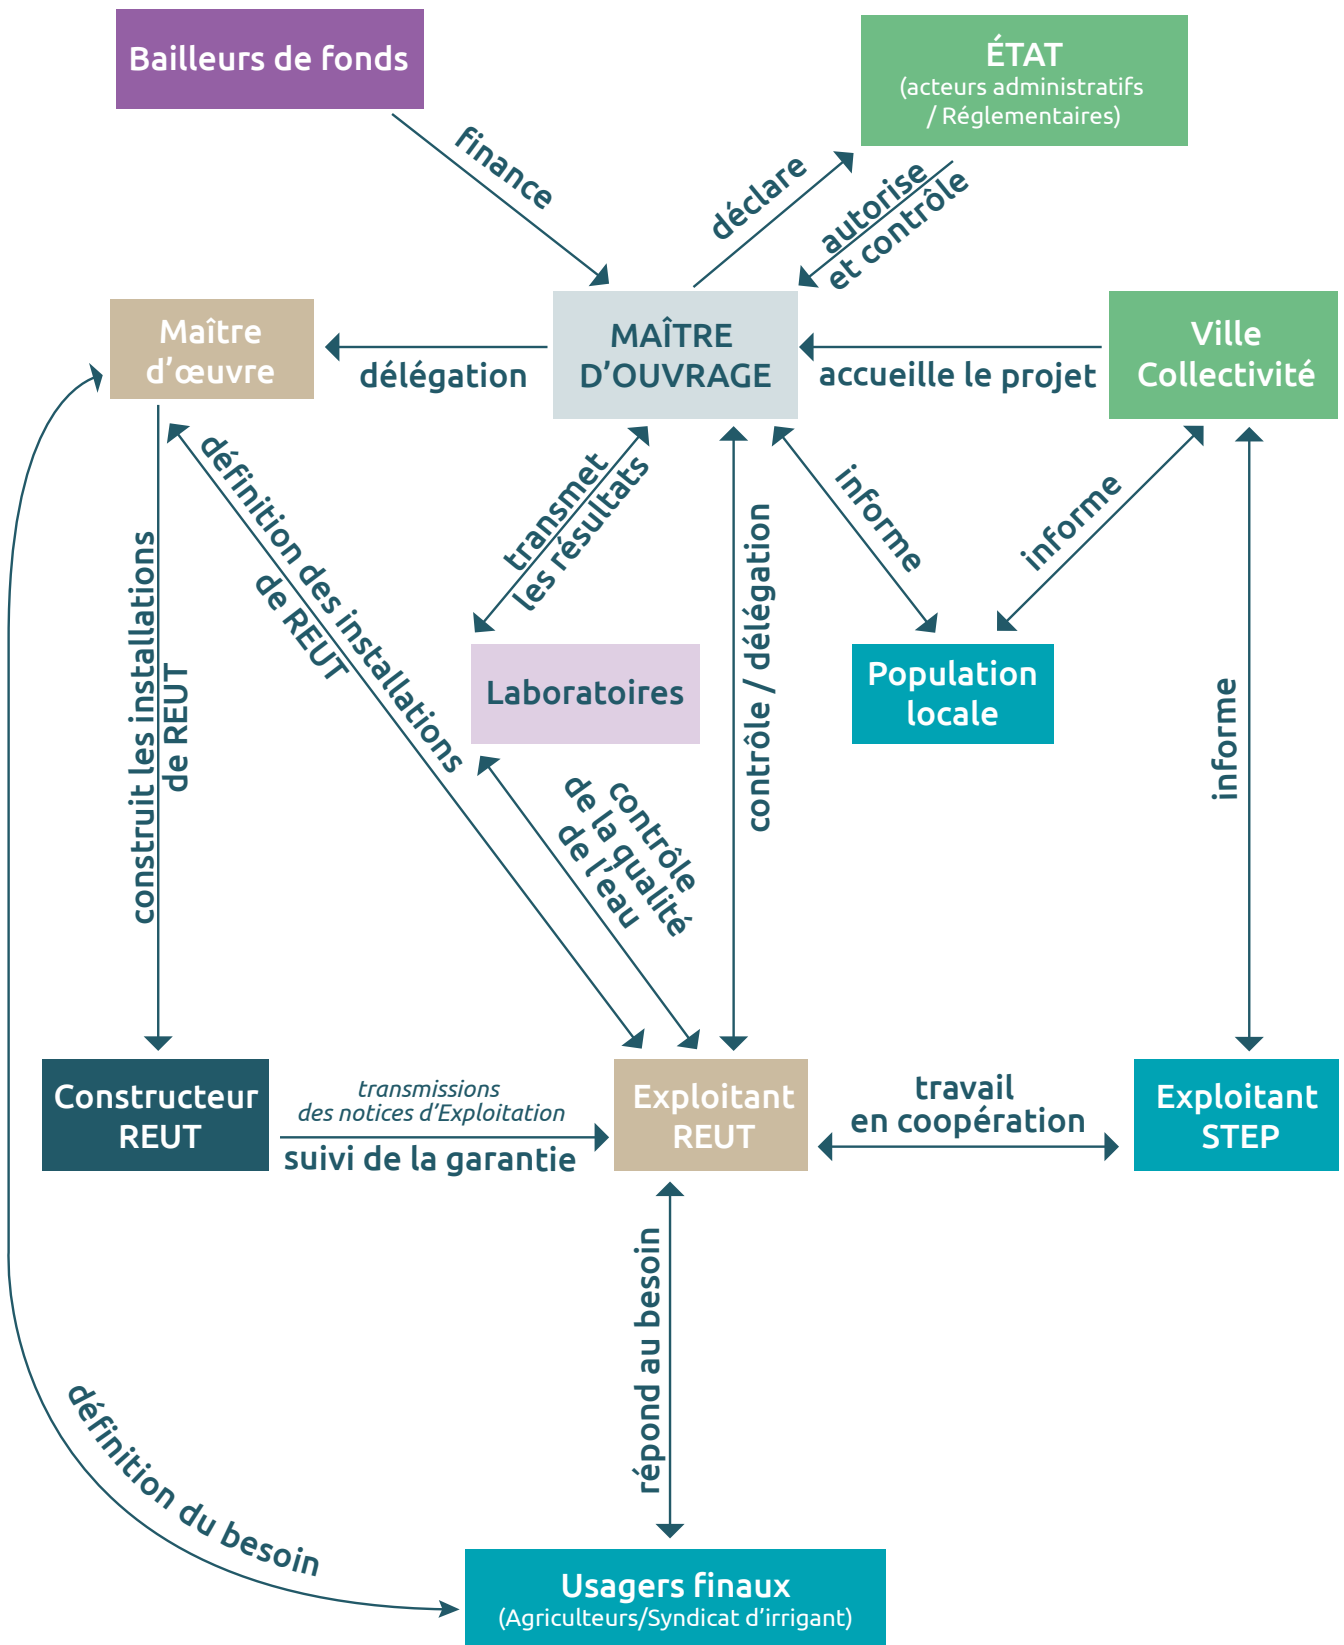 Bailleurs de fonds
ÉTAT
(acteurs administratifs
/ Réglementaires)
finance
déclare
autorise
et contrôle
Maître
d’œuvre
délégation
MAÎTRE
D’OUVRAGE
accueille le projet
Ville
Collectivité
définition des installations
de REUT
transmet
les résultats
contrôle / délégation
informe
informe
construit les installations
de REUT
Laboratoires
Population
locale
informe
contrôle
de la qualité
de l’eau
Constructeur
REUT
transmissions
des notices d’Exploitation
suivi de la garantie
Exploitant
REUT
travail
en coopération
Exploitant
STEP
répond au besoin
définition du besoin
Usagers finaux
(Agriculteurs/Syndicat d’irrigant)